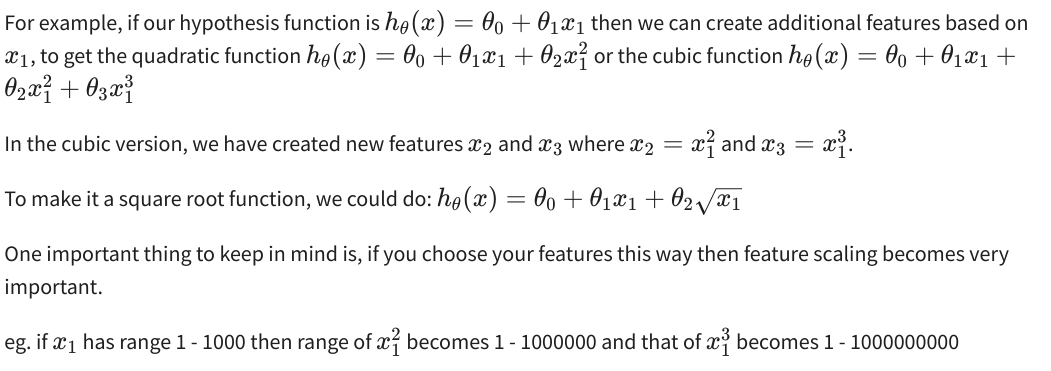 For example, if our hypothesis function is $h_\theta(x) = \theta_0 + \theta_1 x_1$ then we can create additional features based on
$x_1$, to get the quadratic function $h_\theta(x) = \theta_0 + \theta_1 x_1 + \theta_2 x_1^2$ or the cubic function $h_\theta(x) = \theta_0 + \theta_1 x_1 +$
$\theta_2 x_1^2 + \theta_3 x_1^3$
In the cubic version, we have created new features $x_2$ and $x_3$ where $x_2 = x_1^2$ and $x_3 = x_1^3$.
To make it a square root function, we could do: $h_\theta(x) = \theta_0 + \theta_1 x_1 + \theta_2 \sqrt{x_1}$
One important thing to keep in mind is, if you choose your features this way then feature scaling becomes very
important.
eg. if $x_1$ has range 1 - 1000 then range of $x_1^2$ becomes 1 - 1000000 and that of $x_1^3$ becomes 1 - 1000000000